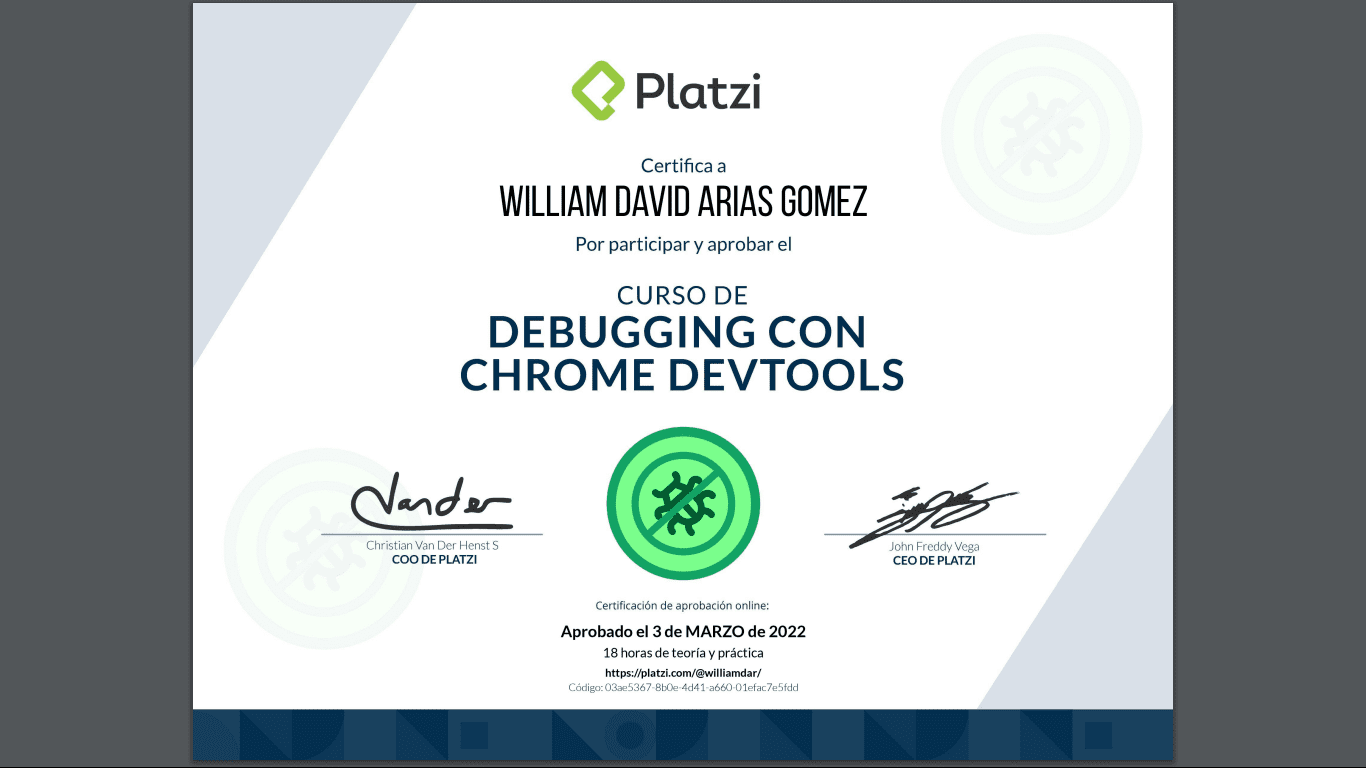 Platzi
Certifica a
WILLIAM DAVID ARIAS GOMEZ
Por participar y aprobar el
CURSO DE
DEBUGGING CON
CHROME DEVTOOLS
Vander
Christian Van Der Henst S
COO DE PLATZI
John Freddy Vega
CEO DE PLATZI
Certificación de aprobación online:
Aprobado el 3 de MARZO de 2022
18 horas de teoría y práctica
https://platzi.com/@williamdar/
Código: 03ae5367-8b0e-4d41-a660-01efac7e5fdd